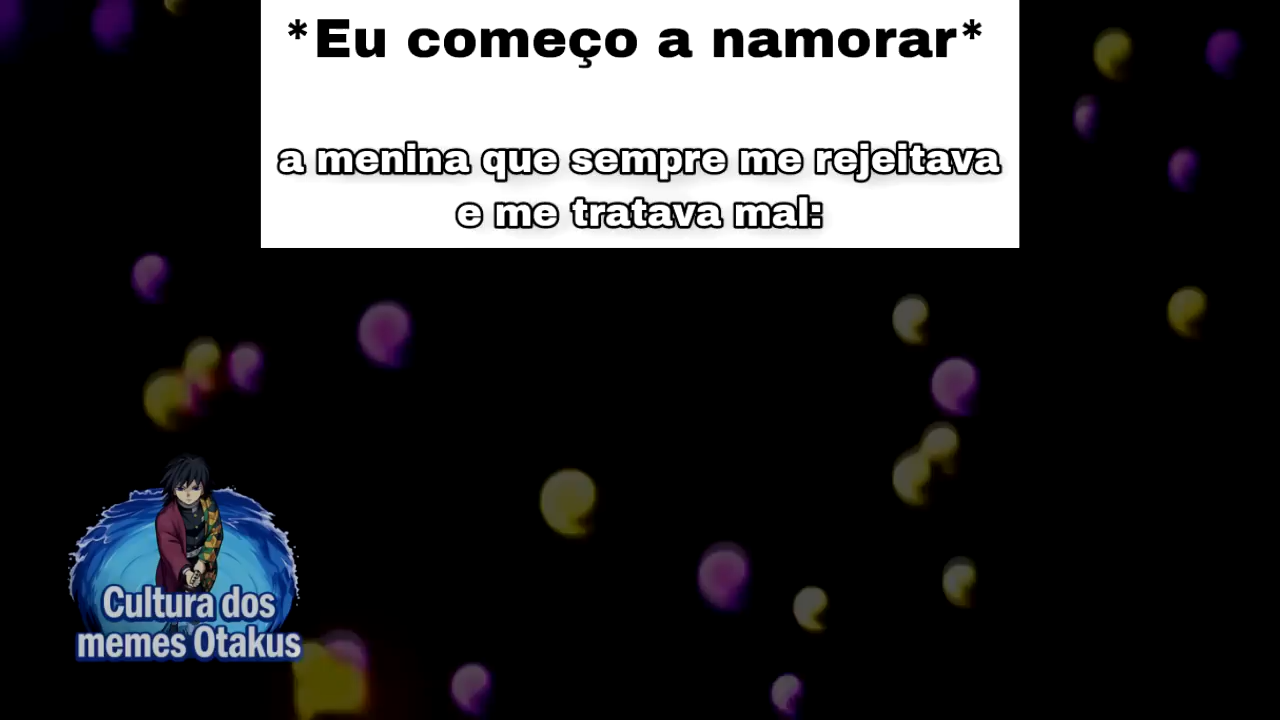 *Eu começo a namorar*
a menina que sempre me rejeitava
e me tratava mal:
Cultura dos
memes Otakus